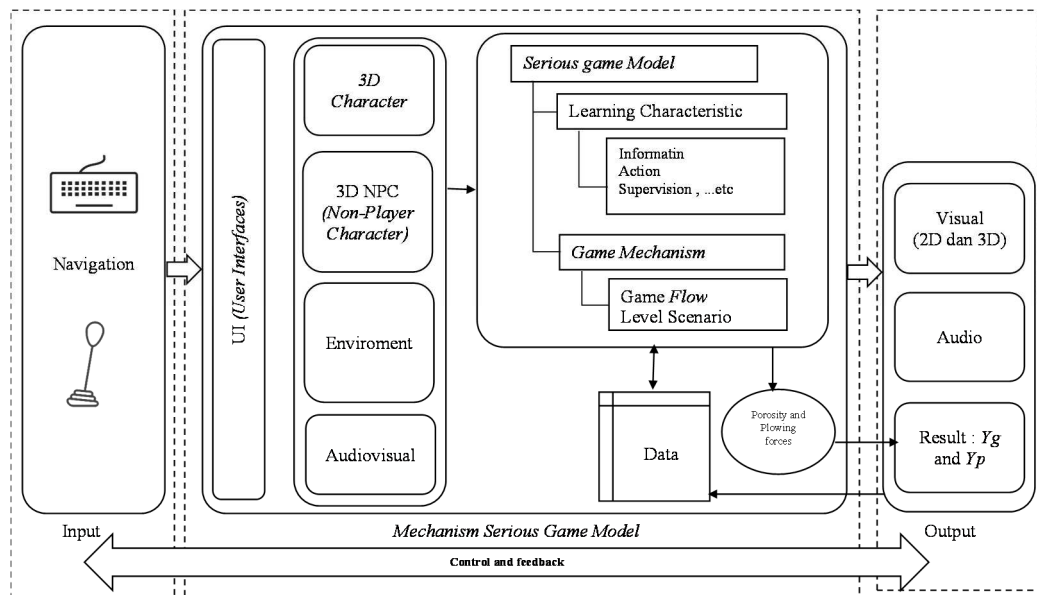 Navigation
Input
UI (User Interfaces)
3D
Character
3D NPC
(Non-Player
Character)
Enviroment
Audiovisual
Serious game Model
Learning Characteristic
Informatin
Action
Supervision , ...etc
Game Mechanism
Game Flow
Level Scenario
Data
Porosity and
Plowing
forces
Mechanism Serious Game Model
Visual
(2D dan 3D)
Audio
Result : Yg
and Yp
Output
Control and feedback